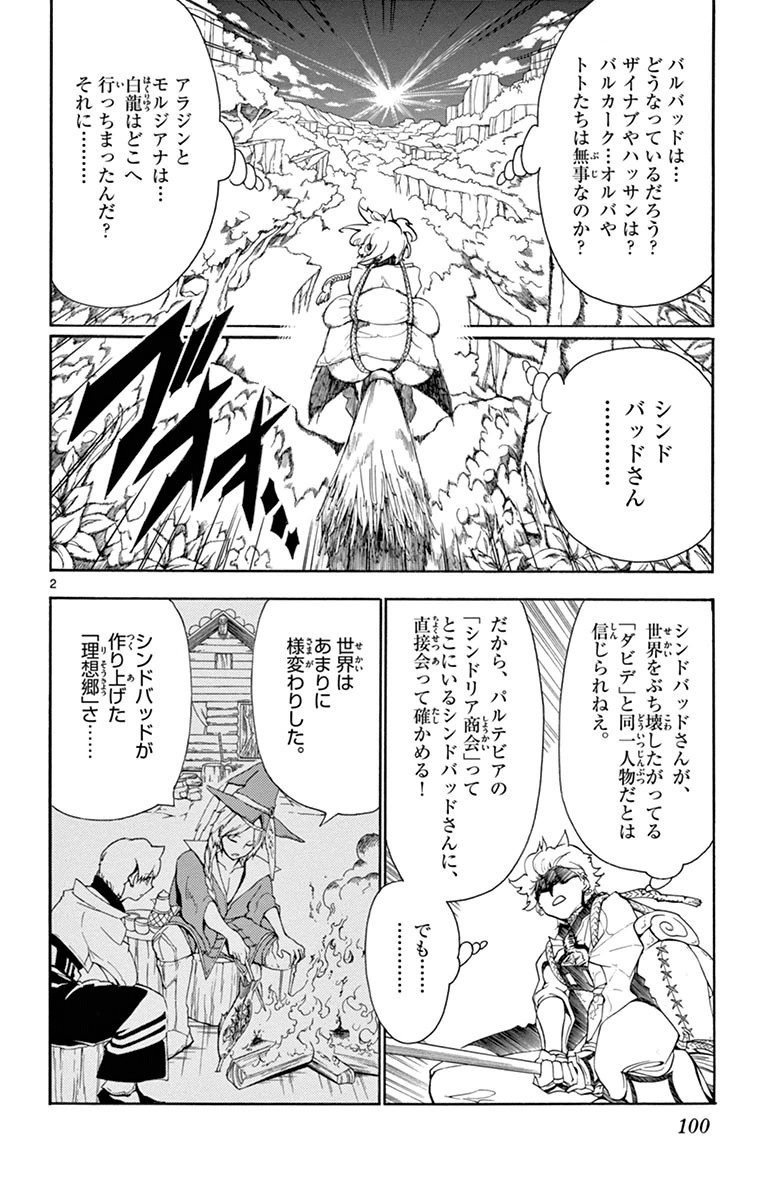 バルバッドは…
どうなっているだろう?
ザイナブやハッサンは?
バルカーク…オルバや
トトたちは無事なのか?
アラジンと
モルジアナは…
白龍はどこへ
行っちまったんだ?
それに………
シンド
バッドさん
…………
ゴオオオ…
2
シンドバッドさんが、
世界をぶち壊したがってる
「ダビデ」と同一人物だとは
信じられねえ。
だから、パルテビアの
「シンドリア商会」って
とこにいるシンドバッドさんに、
直接会って確かめる!
でも……
………
世界は
あまりに
様変わりした。
シンドバッドが
作り上げた
「理想郷」さ……
100